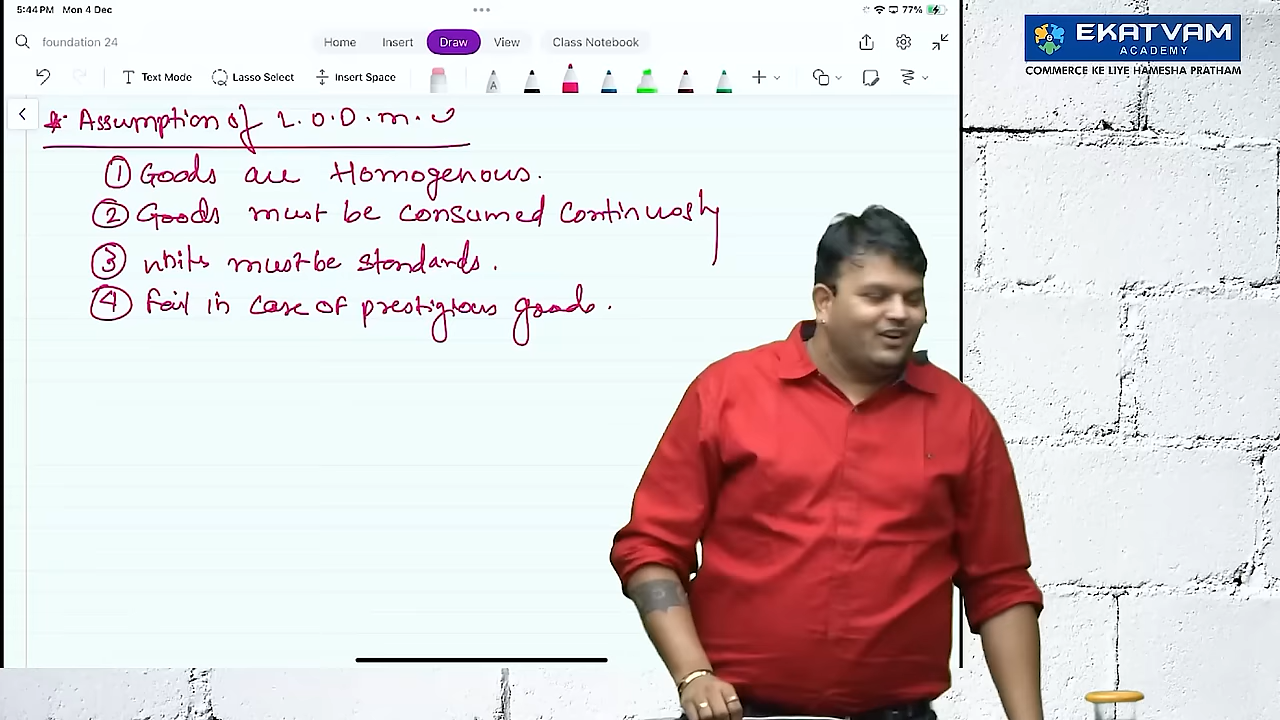 5:44 PM Mon 4 Dec
77%
foundation 24
Home Insert Draw View Class Notebook
Text Mode Lasso Select Insert Space
* Assumption of L.O.D.m.U
① Goods are Homogenous.
② Goods must be consumed continuosly
③ units must be standards.
④ fail in case of prestigious goods.
EKATVAM
ACADEMY
COMMERCE KE LIYE HAMESHA PRATHAM